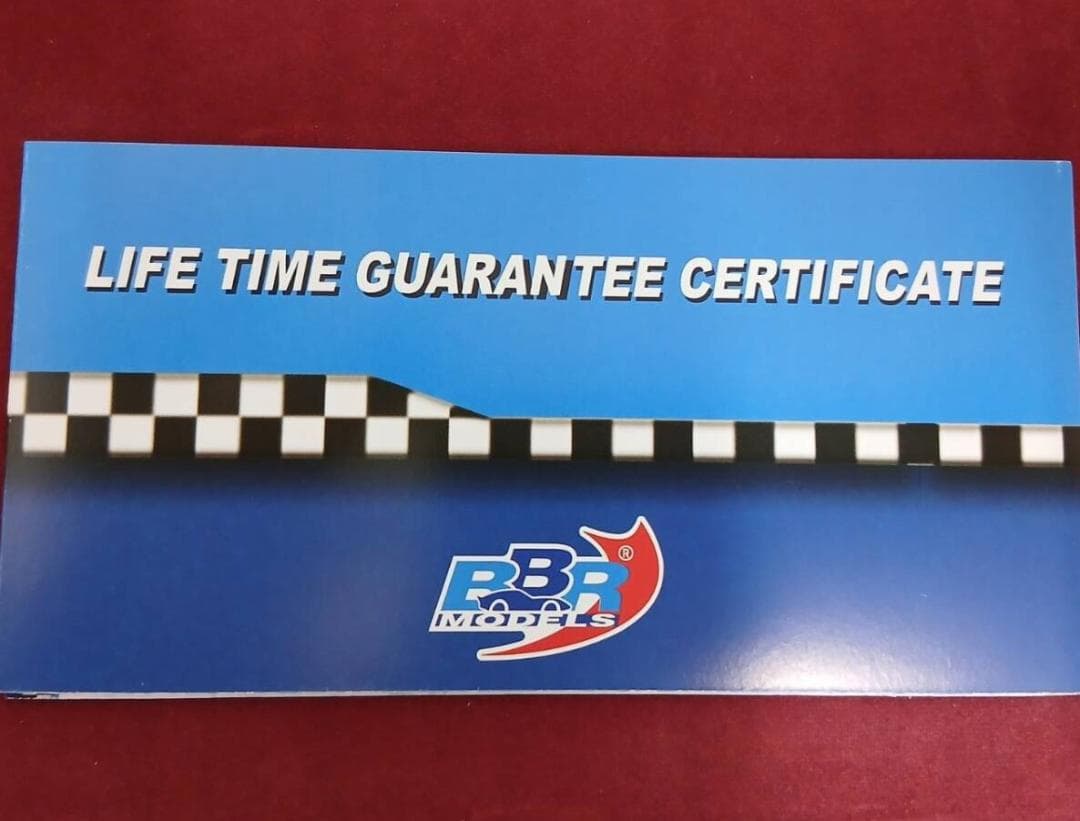 LIFE TIME GUARANTEE CERTIFICATE
BBR®
MODELS